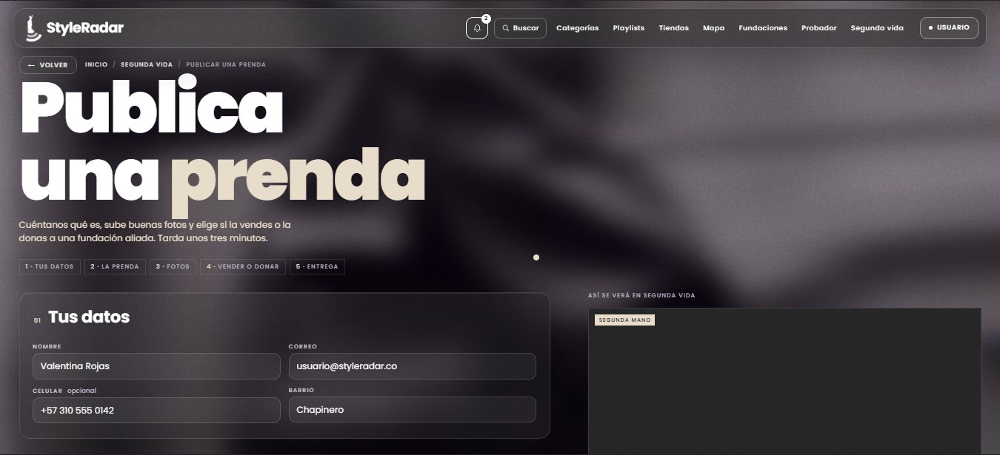 StyleRadar
2
Buscar
Categorías
Playlists
Tiendas
Mapa
Fundaciones
Probador
Segunda vida
USUARIO
← VOLVER
INICIO / SEGUNDA VIDA / PUBLICAR UNA PRENDA
Publica
una prenda
Cuéntanos qué es, sube buenas fotos y elige si la vendes o la
donas a una fundación aliada. Tarda unos tres minutos.
1 · TUS DATOS
2 · LA PRENDA
3 · FOTOS
4 · VENDER O DONAR
5 · ENTREGA
01 Tus datos
NOMBRE
Valentina Rojas
CORREO
usuario@styleradar.co
CELULAR opcional
+57 310 555 0142
BARRIO
Chapinero
ASÍ SE VERÁ EN SEGUNDA VIDA
SEGUNDA MANO